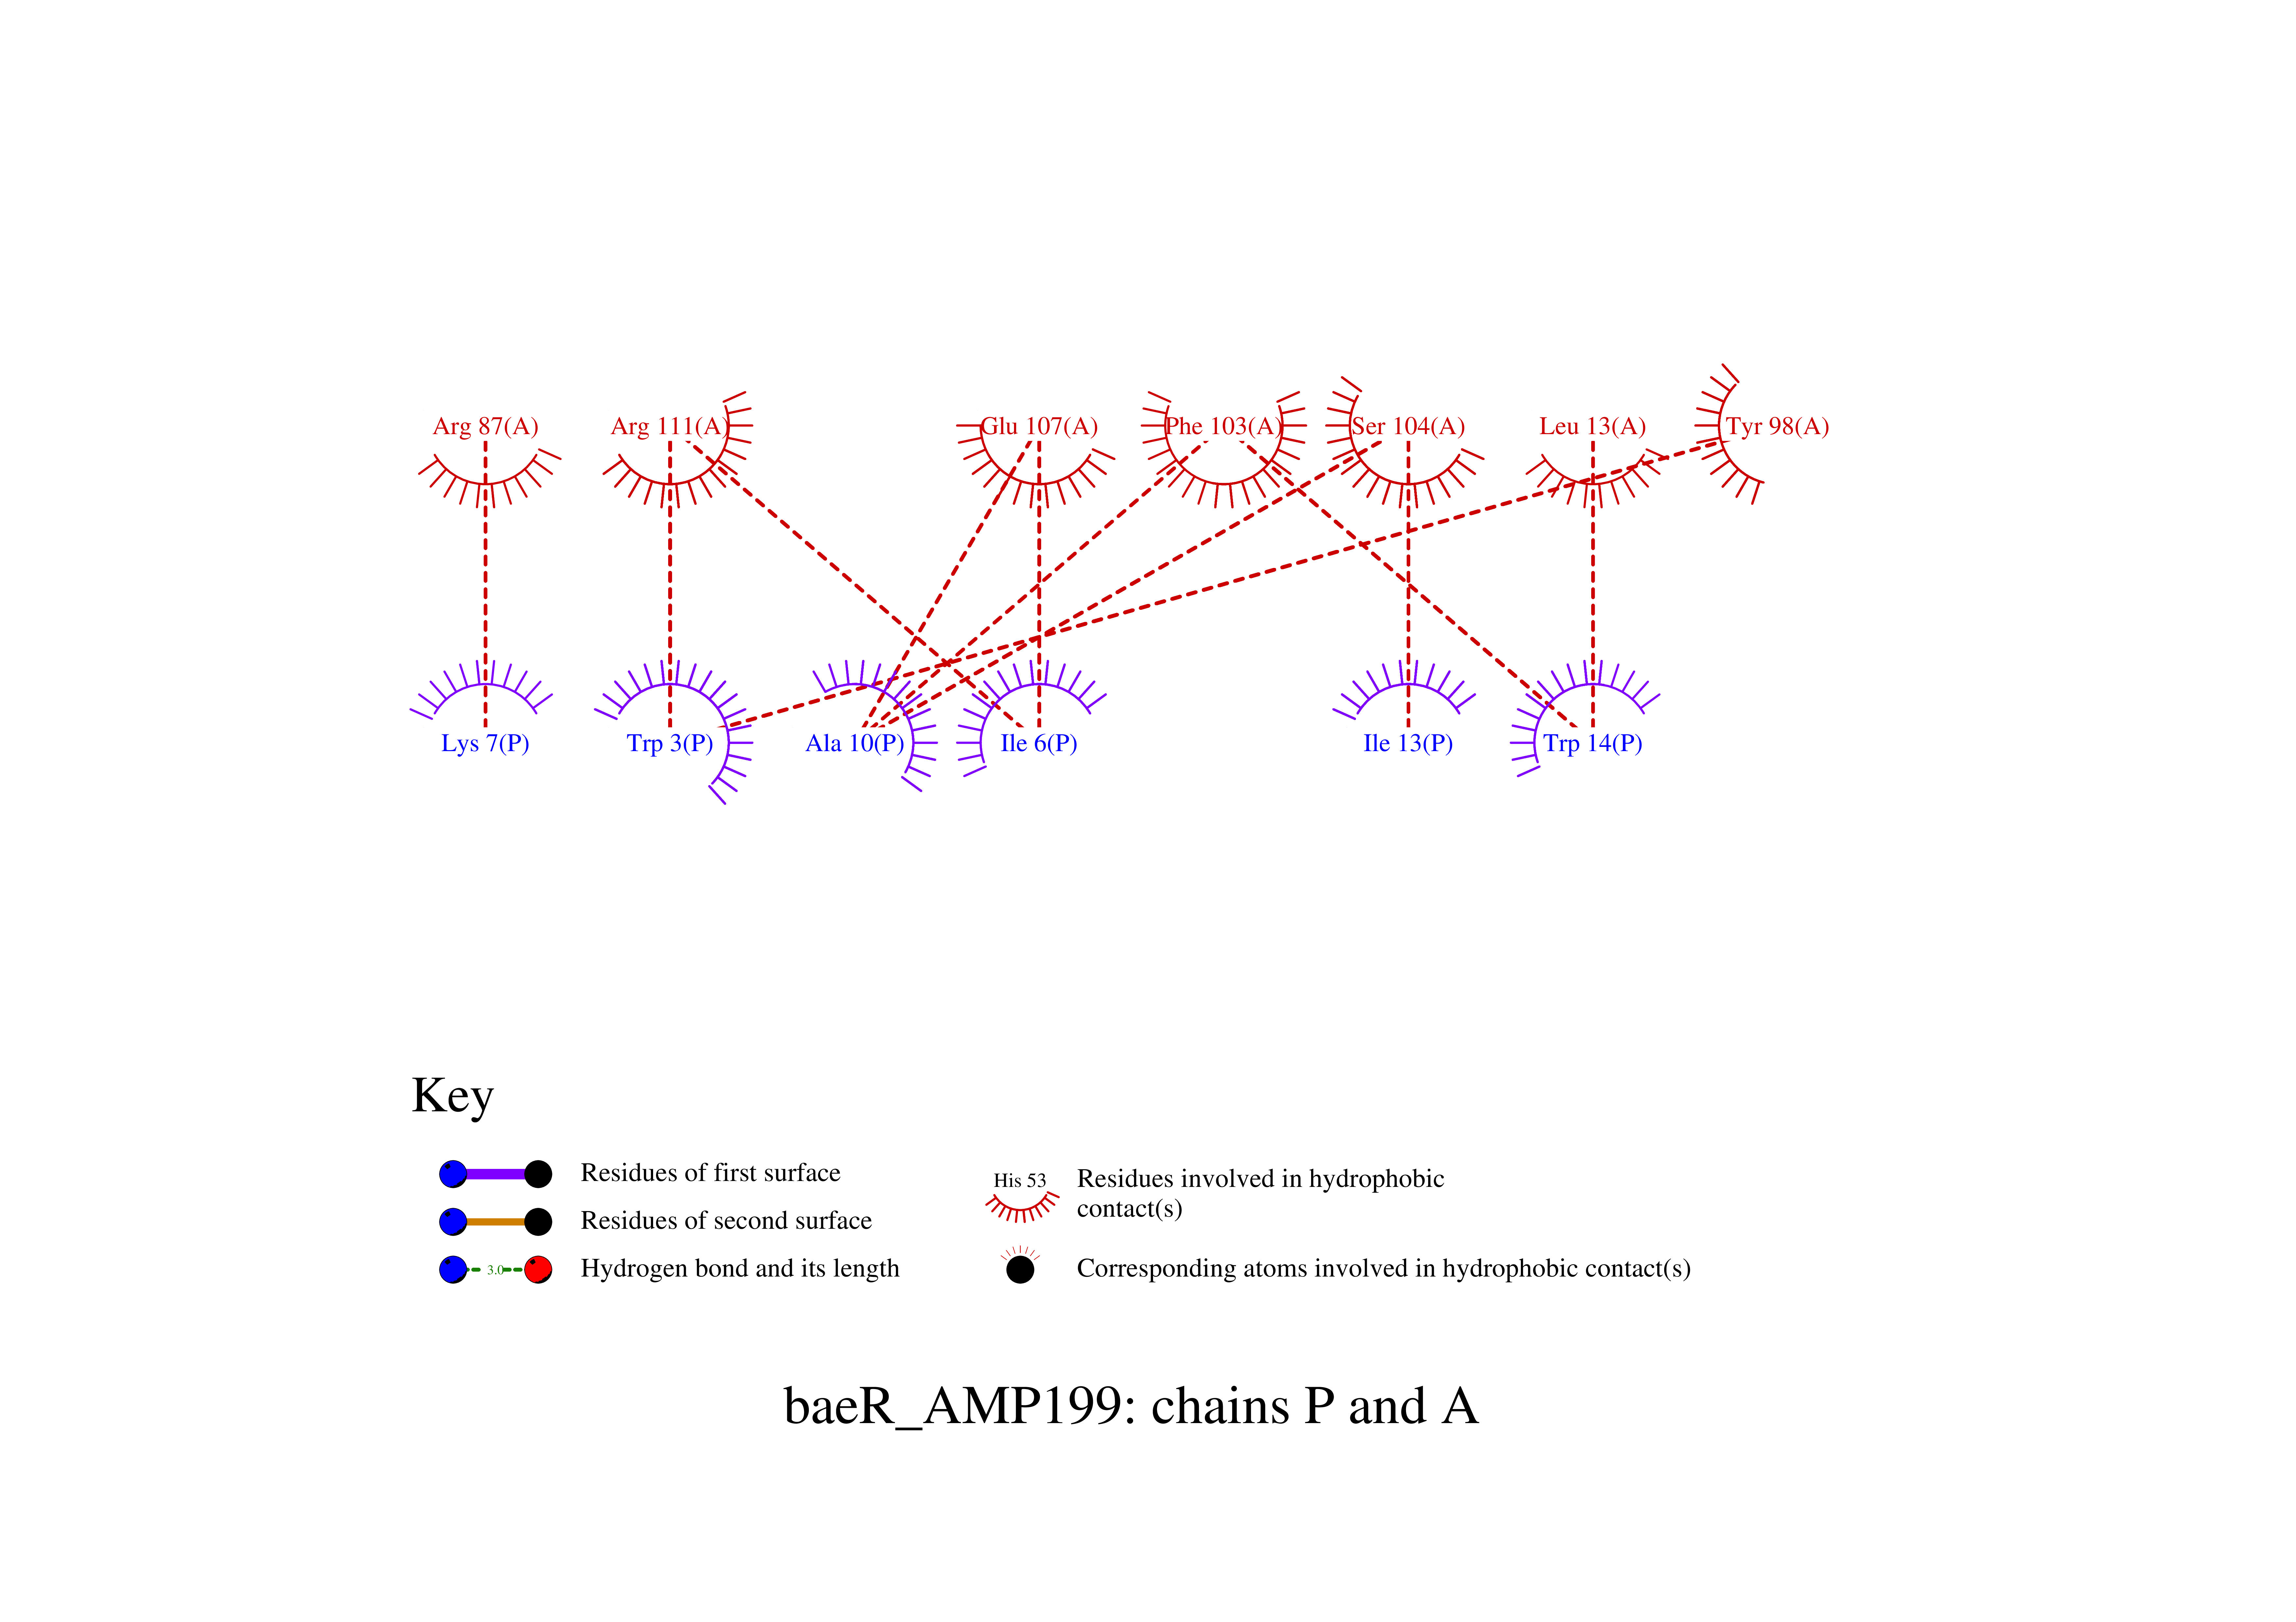 Arg 87(A) Arg 111(A) Glu 107(A) Phe 103(A) Ser 104(A) Leu 13(A) Tyr 98(A)
Lys 7(P) Trp 3(P) Ala 10(P) Ile 6(P) Ile 13(P) Trp 14(P)
Key
Residues of first surface
Residues of second surface
3.0 Hydrogen bond and its length
His 53 Residues involved in hydrophobic
contact(s)
Corresponding atoms involved in hydrophobic contact(s)
baeR_AMP199: chains P and A